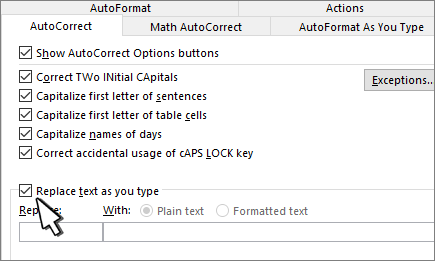 AutoFormat Actions
AutoCorrect Math AutoCorrect AutoFormat As You Type
Show AutoCorrect Options buttons
Correct TWo INitial CApitals Exceptions...
Capitalize first letter of sentences
Capitalize first letter of table cells
Capitalize names of days
Correct accidental usage of cAPS LOCK key
Replace text as you type
Replace: With: Plain text Formatted text